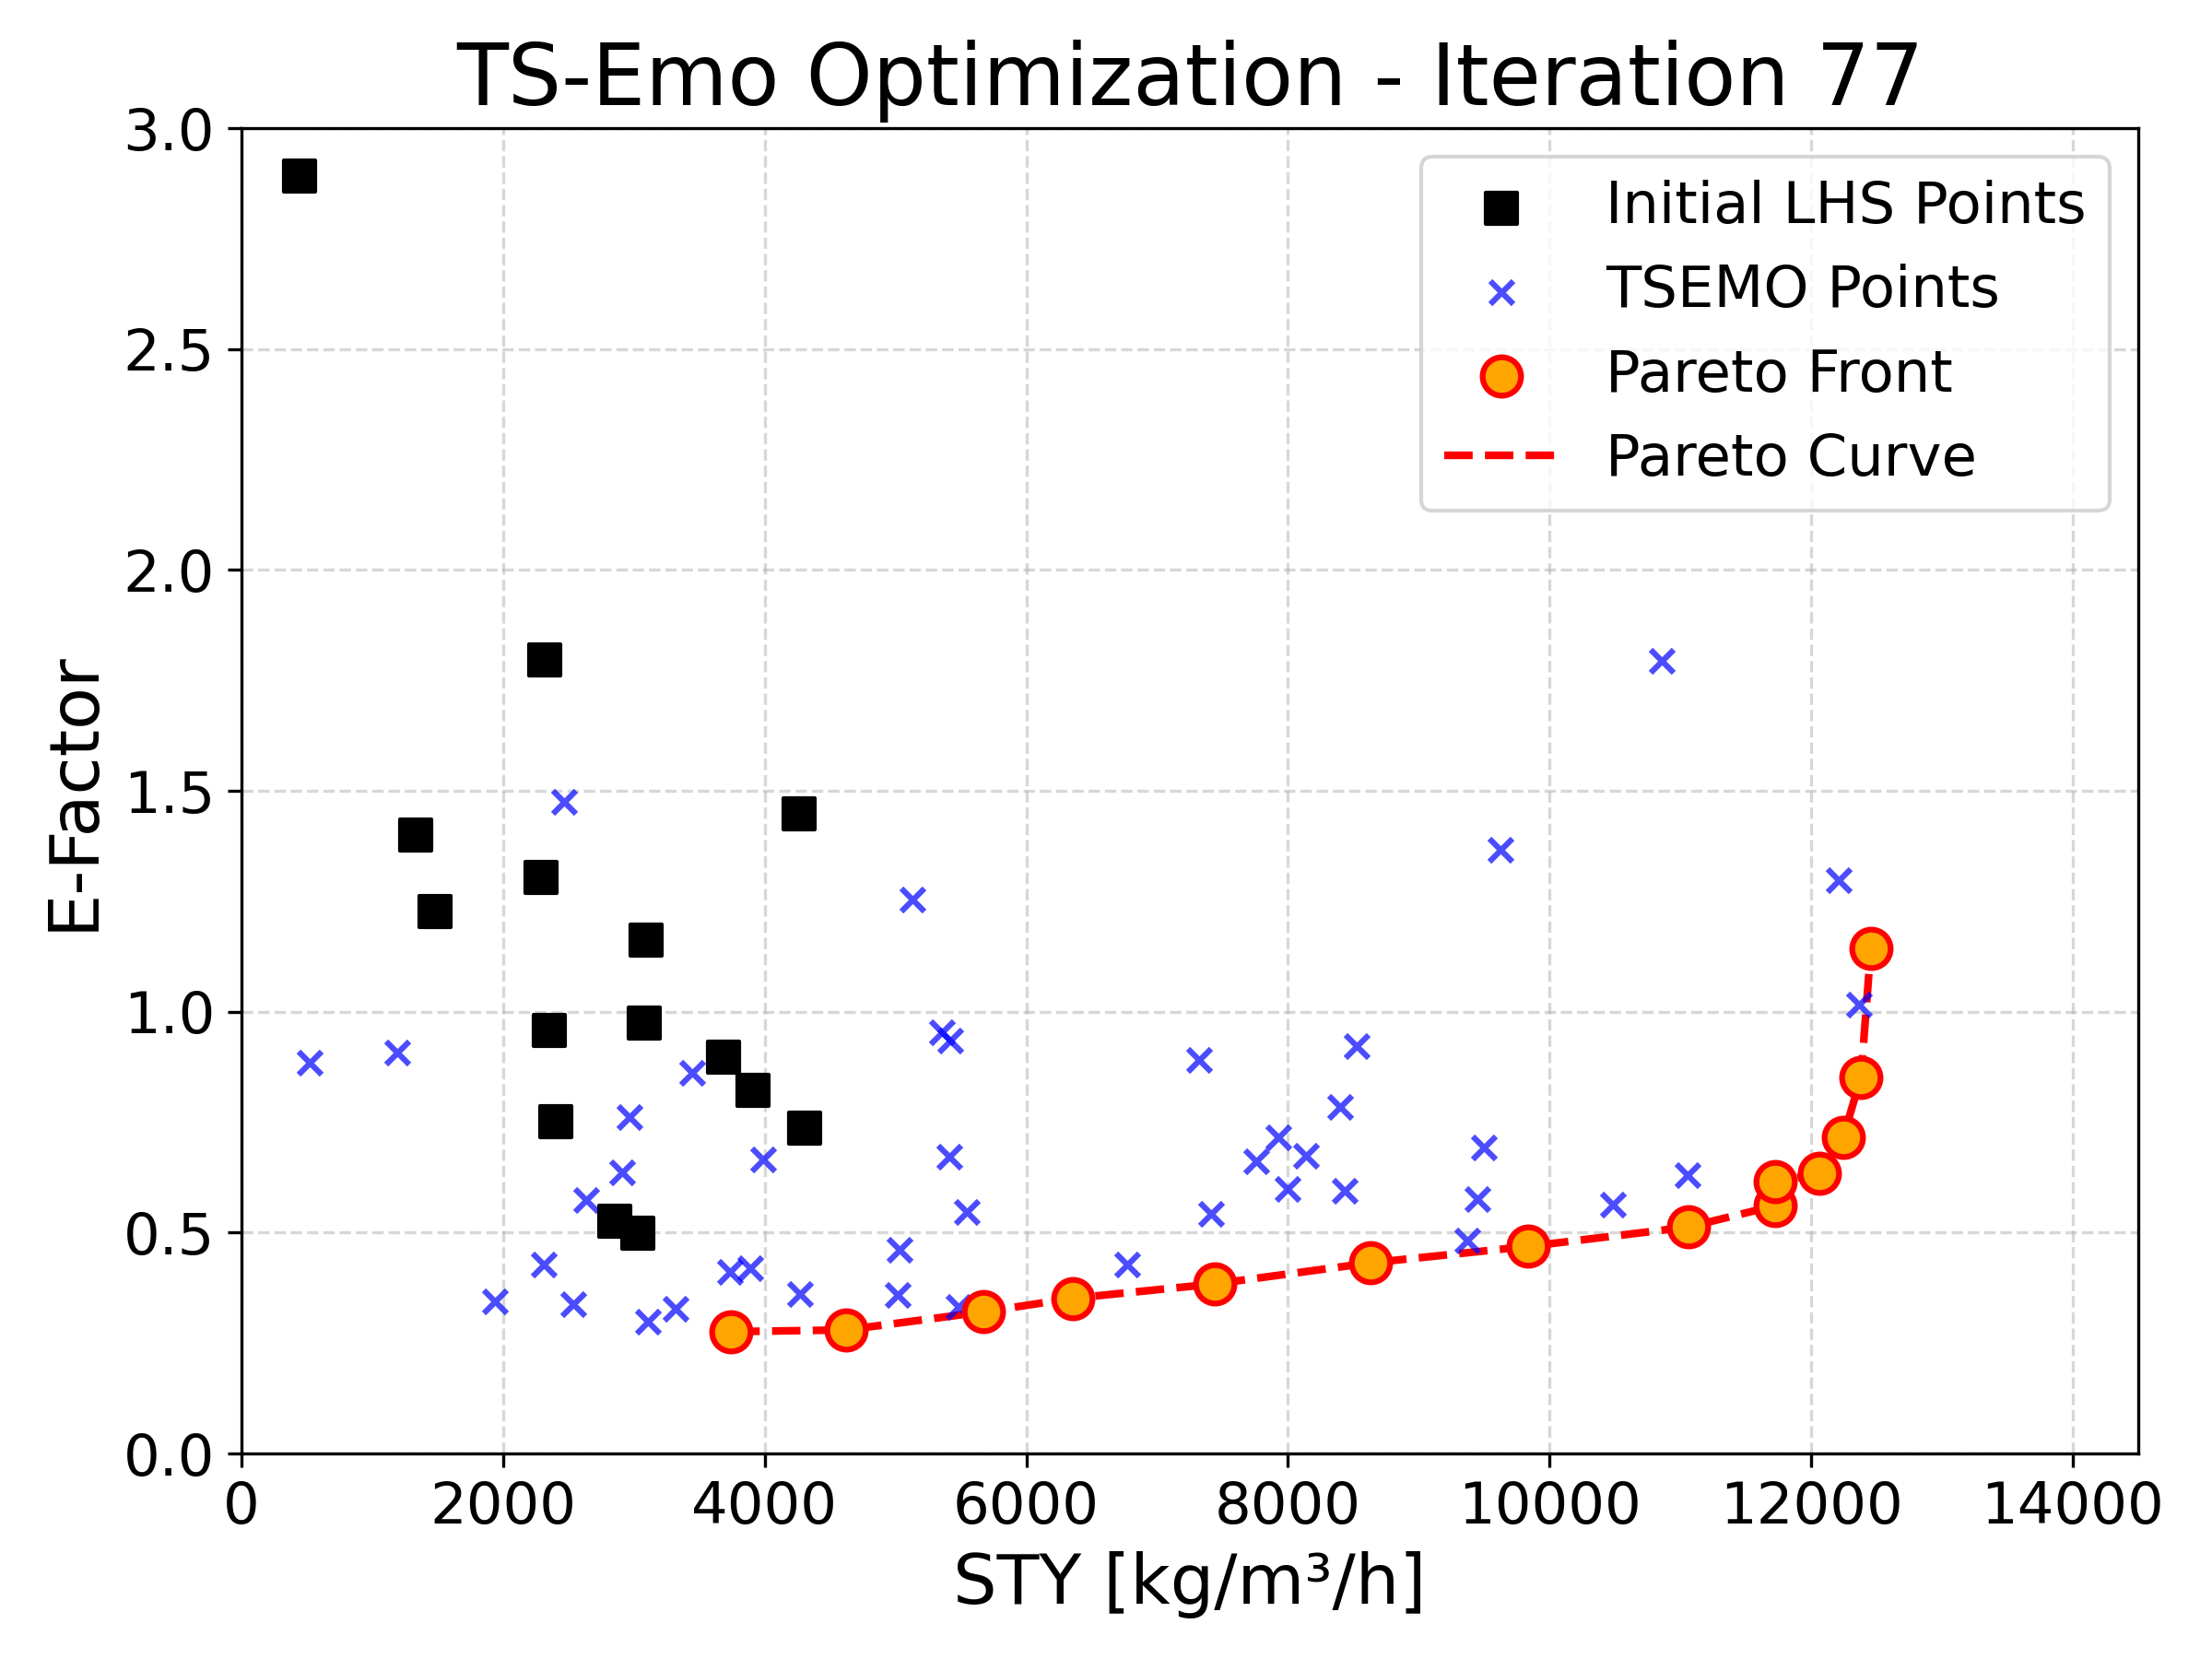 TS-Emo Optimization - Iteration 77
3.0
2.5
2.0
1.5
1.0
0.5
0.0
E-Factor
Initial LHS Points
TSEMO Points
Pareto Front
Pareto Curve
0 2000 4000 6000 8000 10000 12000 14000
STY [kg/m³/h]